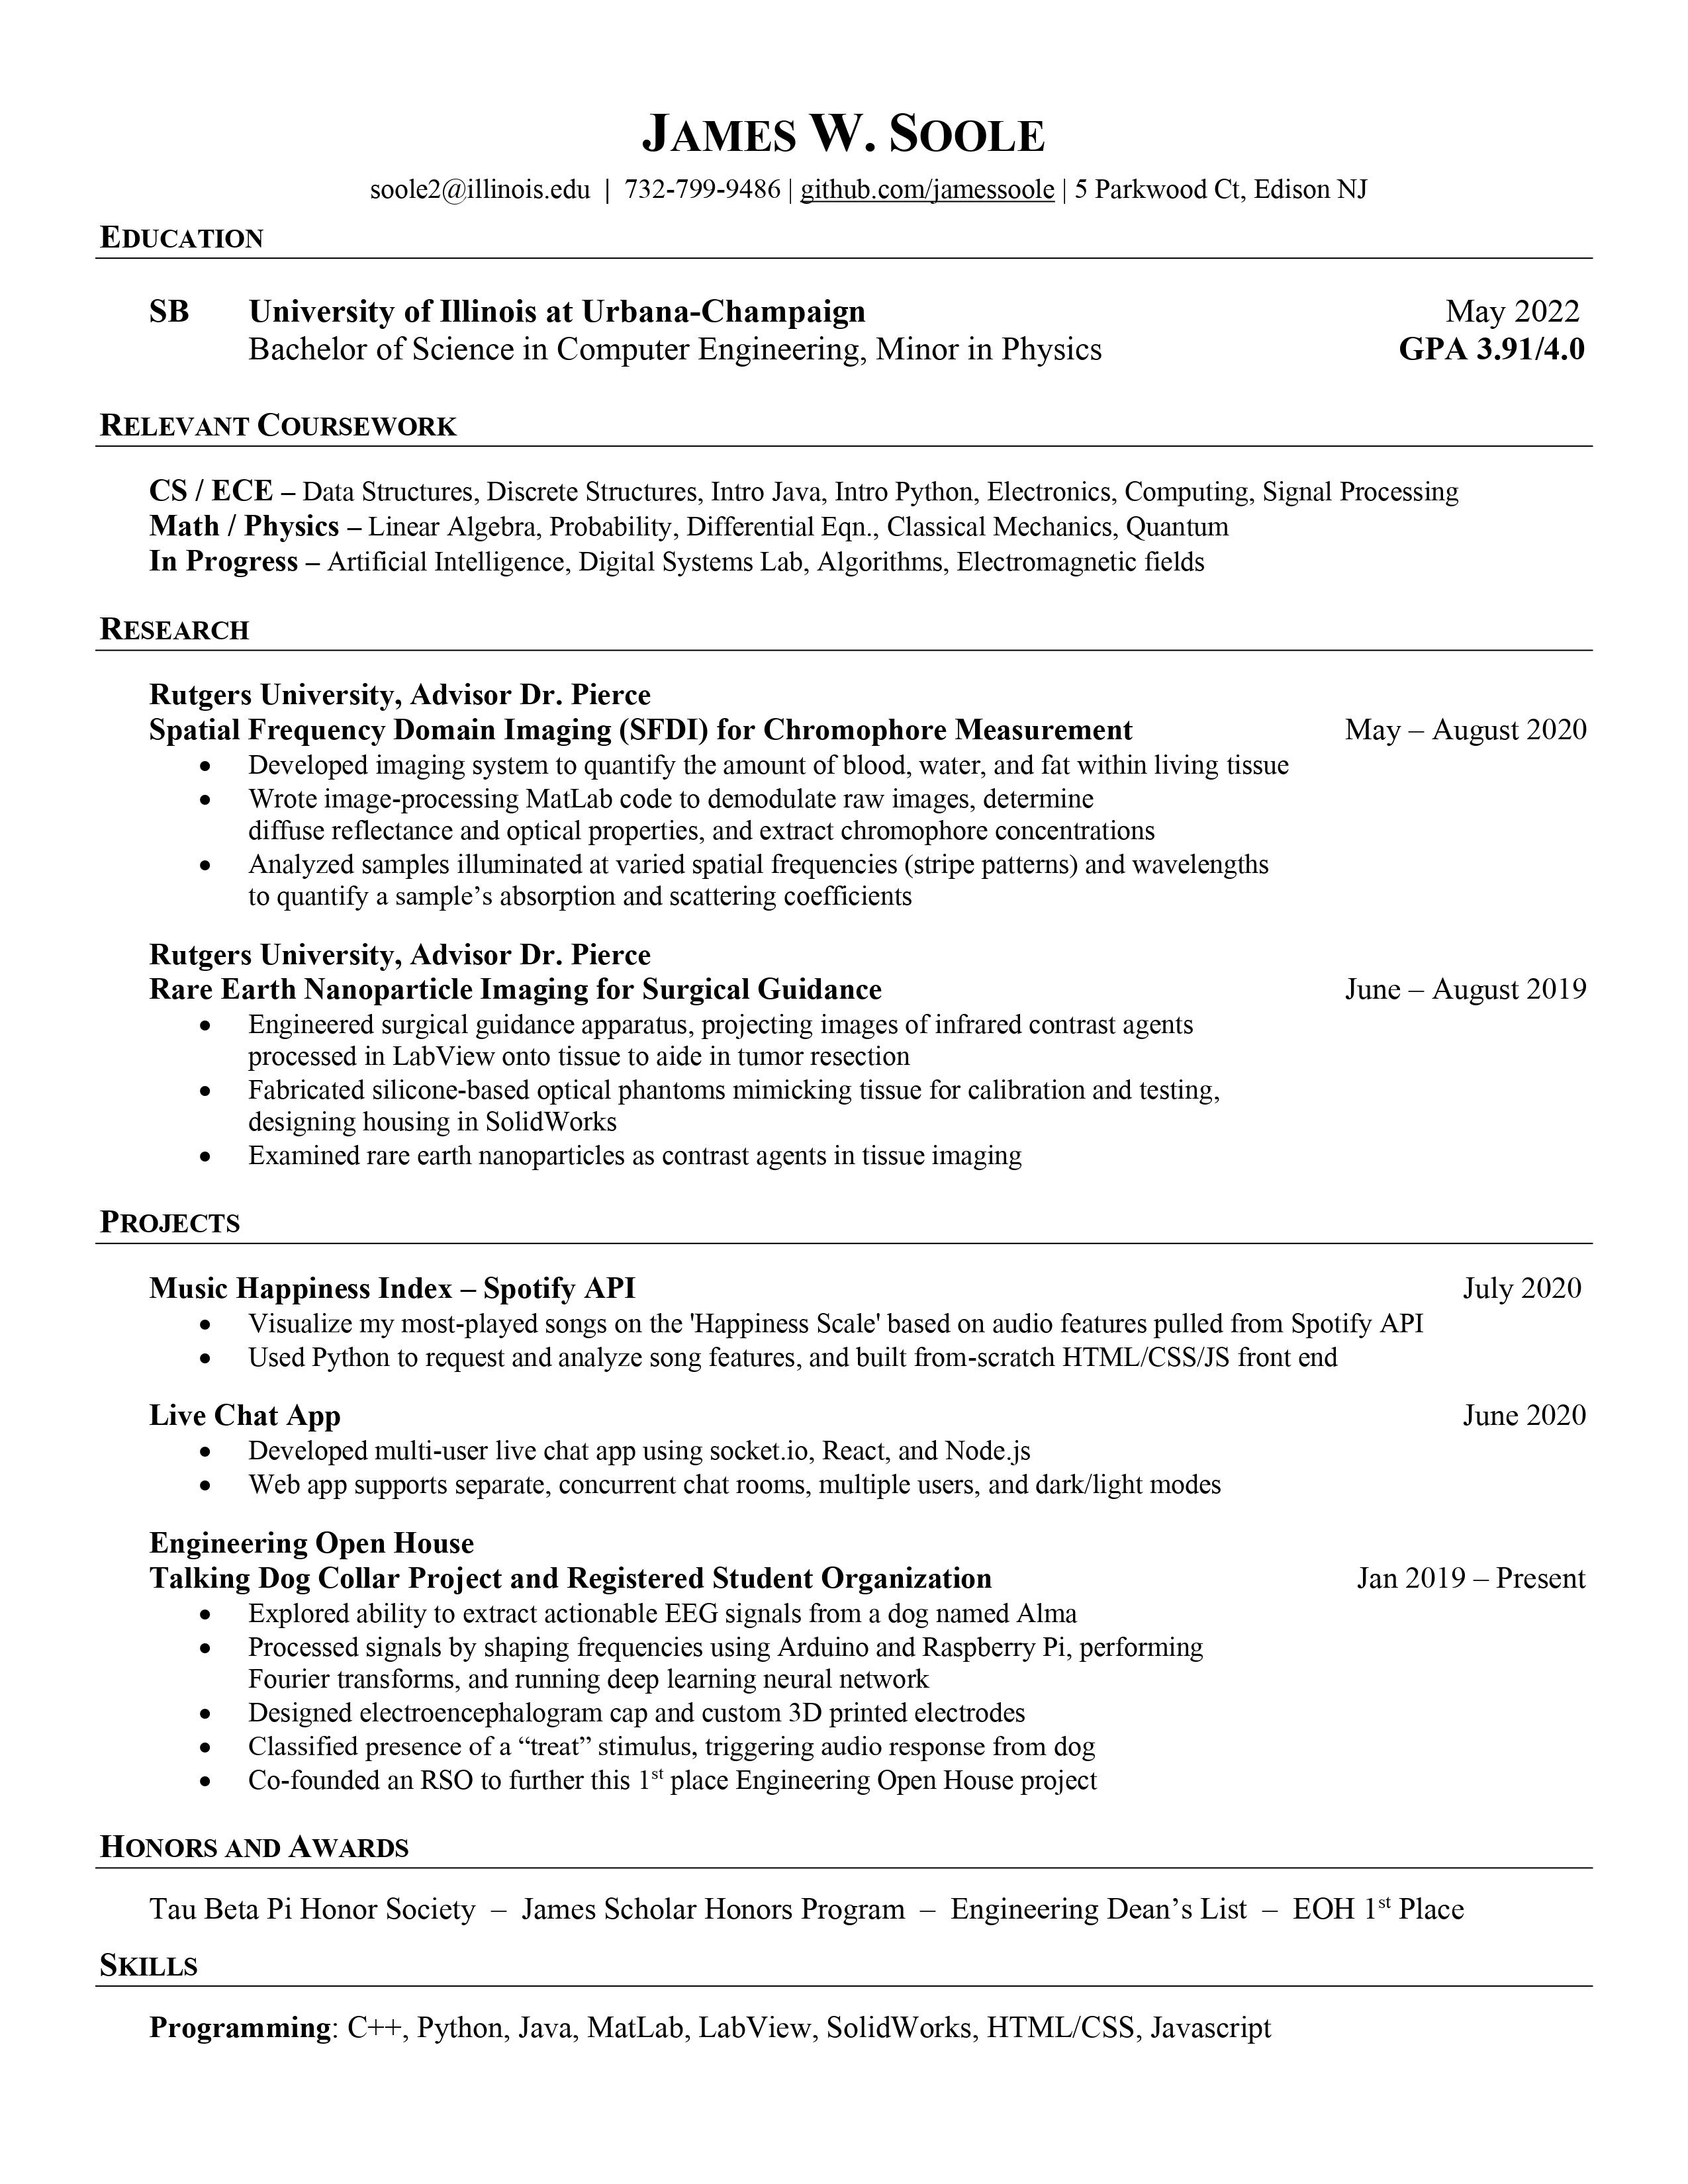 JAMES W. SOOLE
soole2@illinois.edu | 732-799-9486 | github.com/jamessoole | 5 Parkwood Ct, Edison NJ
EDUCATION
SB University of Illinois at Urbana-Champaign May 2022
Bachelor of Science in Computer Engineering, Minor in Physics GPA 3.91/4.0
RELEVANT COURSEWORK
CS / ECE – Data Structures, Discrete Structures, Intro Java, Intro Python, Electronics, Computing, Signal Processing
Math / Physics – Linear Algebra, Probability, Differential Eqn., Classical Mechanics, Quantum
In Progress – Artificial Intelligence, Digital Systems Lab, Algorithms, Electromagnetic fields
RESEARCH
Rutgers University, Advisor Dr. Pierce
Spatial Frequency Domain Imaging (SFDI) for Chromophore Measurement May – August 2020
• Developed imaging system to quantify the amount of blood, water, and fat within living tissue
• Wrote image-processing MatLab code to demodulate raw images, determine
diffuse reflectance and optical properties, and extract chromophore concentrations
• Analyzed samples illuminated at varied spatial frequencies (stripe patterns) and wavelengths
to quantify a sample’s absorption and scattering coefficients
Rutgers University, Advisor Dr. Pierce
Rare Earth Nanoparticle Imaging for Surgical Guidance June – August 2019
• Engineered surgical guidance apparatus, projecting images of infrared contrast agents
processed in LabView onto tissue to aide in tumor resection
• Fabricated silicone-based optical phantoms mimicking tissue for calibration and testing,
designing housing in SolidWorks
• Examined rare earth nanoparticles as contrast agents in tissue imaging
PROJECTS
Music Happiness Index – Spotify API July 2020
• Visualize my most-played songs on the 'Happiness Scale' based on audio features pulled from Spotify API
• Used Python to request and analyze song features, and built from-scratch HTML/CSS/JS front end
Live Chat App June 2020
• Developed multi-user live chat app using socket.io, React, and Node.js
• Web app supports separate, concurrent chat rooms, multiple users, and dark/light modes
Engineering Open House
Talking Dog Collar Project and Registered Student Organization Jan 2019 – Present
• Explored ability to extract actionable EEG signals from a dog named Alma
• Processed signals by shaping frequencies using Arduino and Raspberry Pi, performing
Fourier transforms, and running deep learning neural network
• Designed electroencephalogram cap and custom 3D printed electrodes
• Classified presence of a “treat” stimulus, triggering audio response from dog
• Co-founded an RSO to further this 1st place Engineering Open House project
HONORS AND AWARDS
Tau Beta Pi Honor Society – James Scholar Honors Program – Engineering Dean’s List – EOH 1st Place
SKILLS
Programming: C++, Python, Java, MatLab, LabView, SolidWorks, HTML/CSS, Javascript